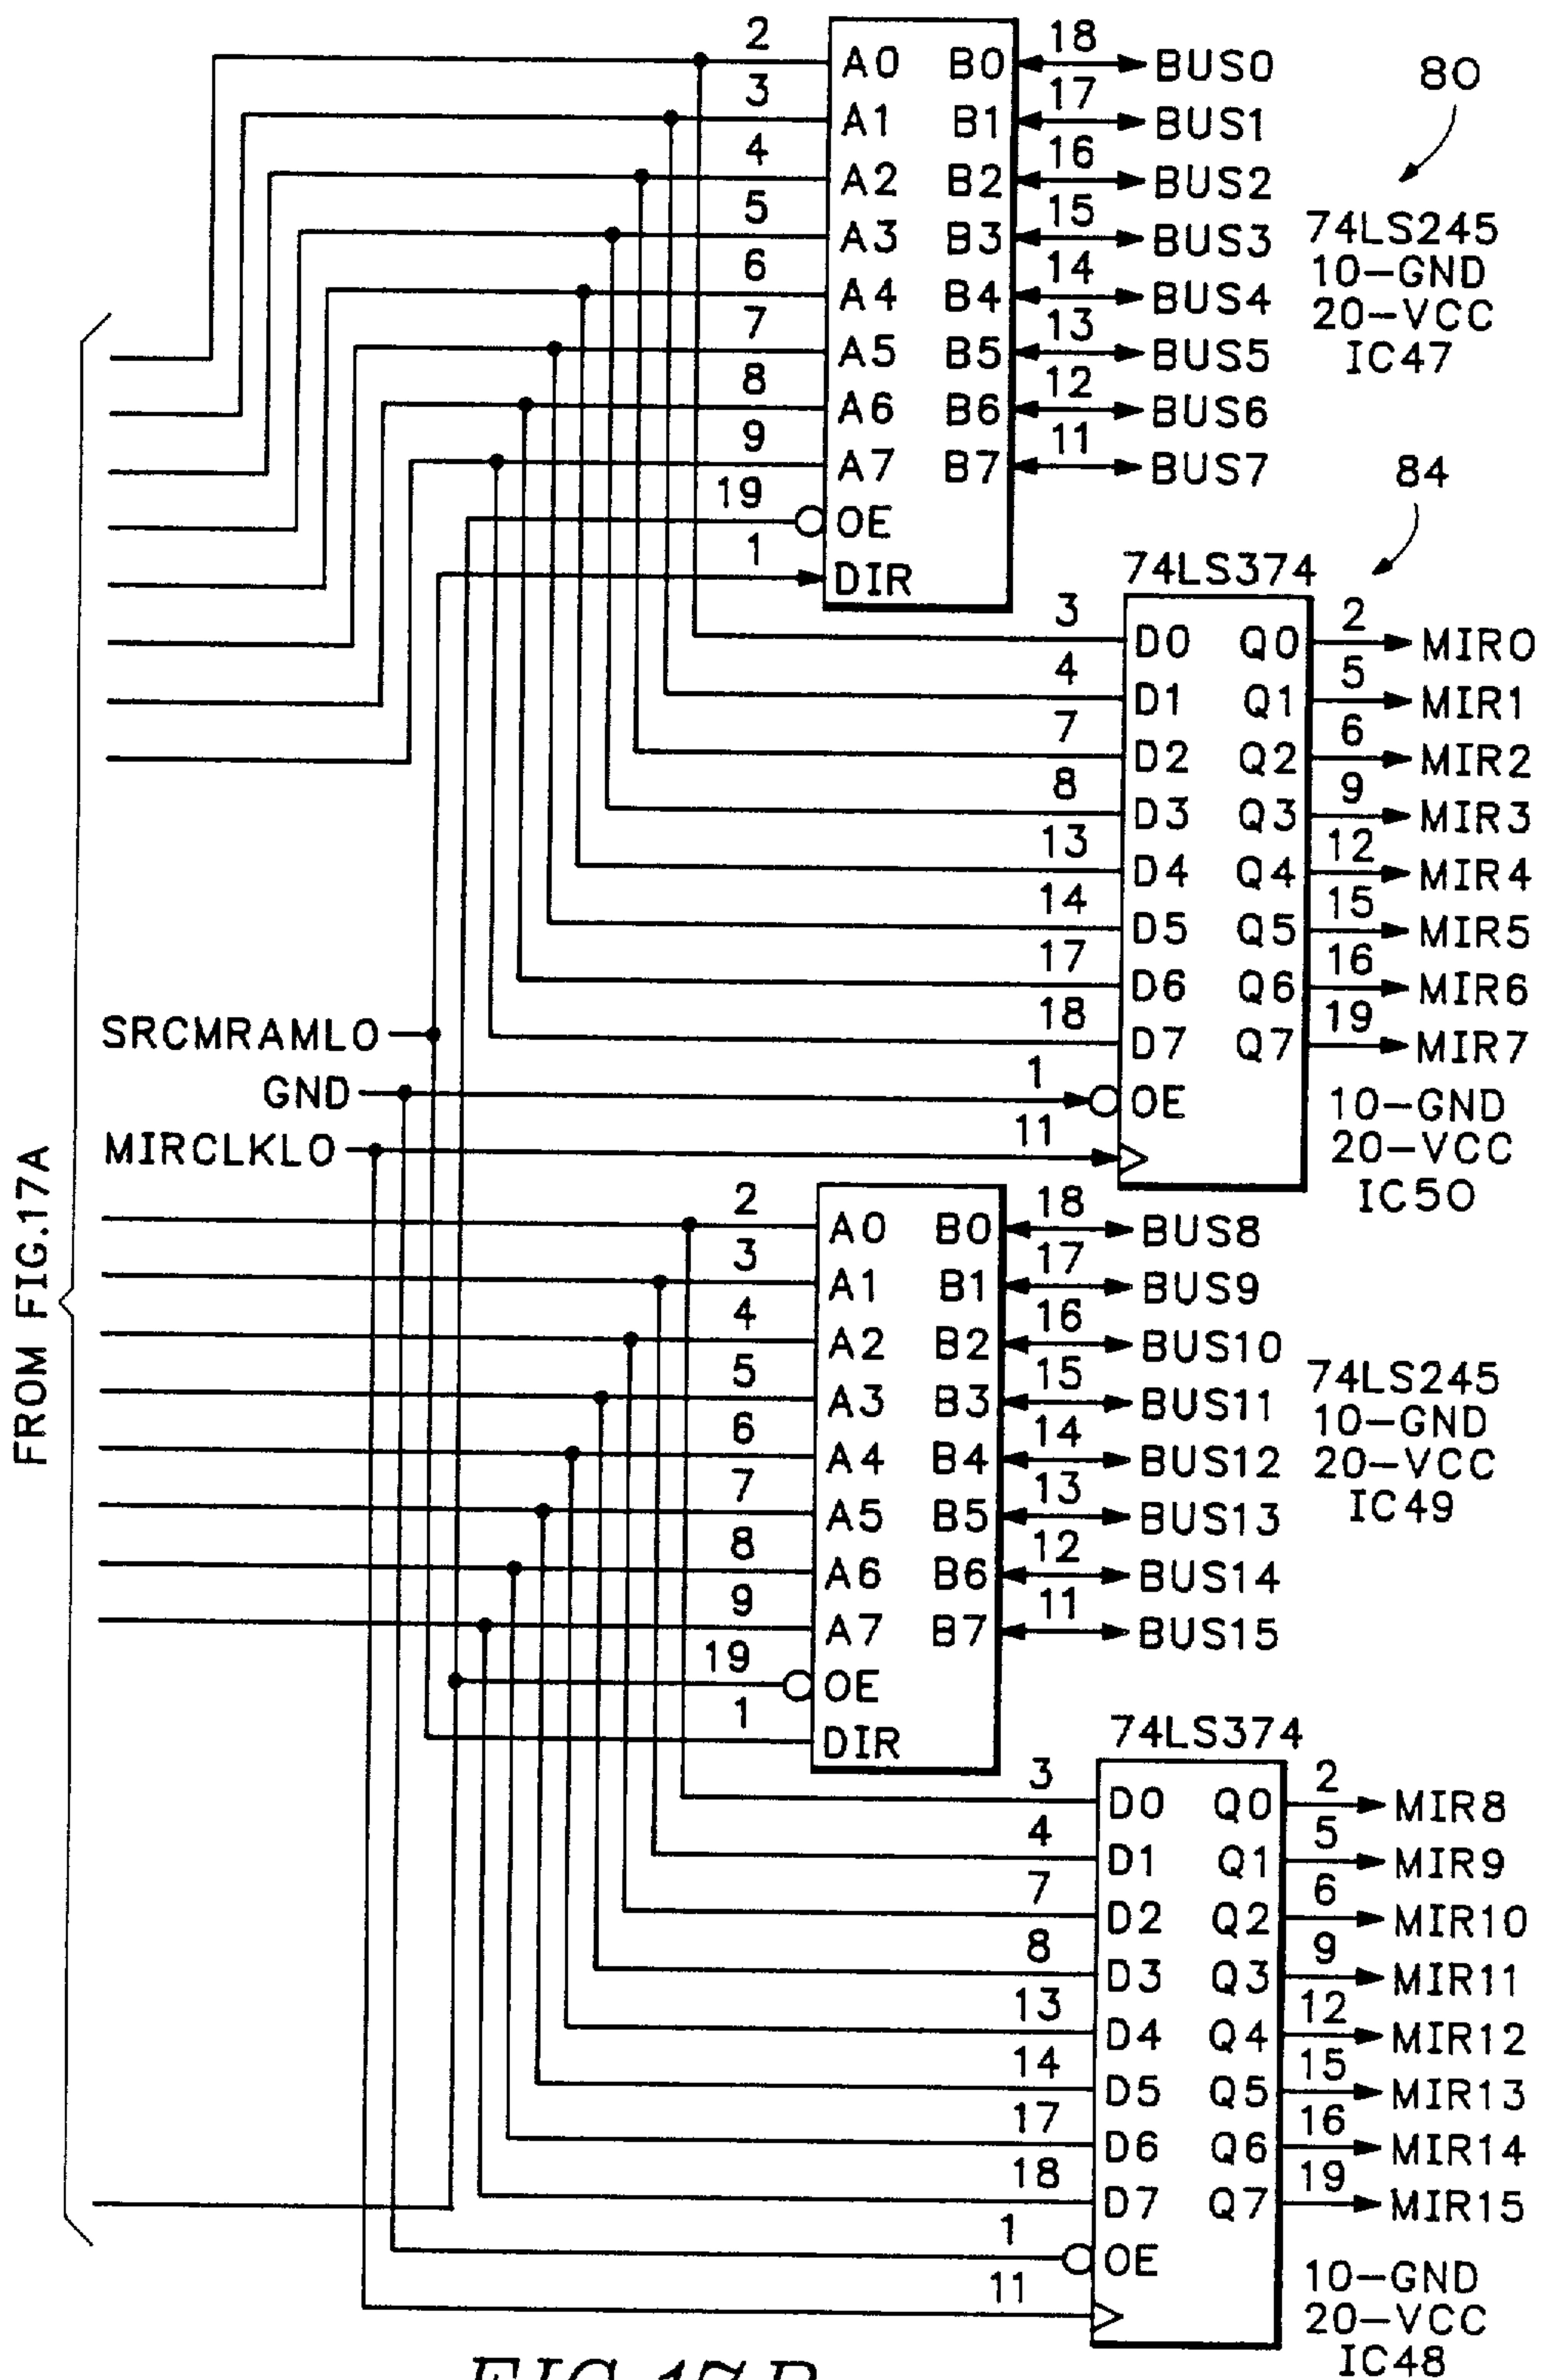 2 A0 B0 18 BUS0
3 A1 B1 17 BUS1
4 A2 B2 16 BUS2
5 A3 B3 15 BUS3
6 A4 B4 14 BUS4
7 A5 B5 13 BUS5
8 A6 B6 12 BUS6
9 A7 B7 11 BUS7
19 OE
1 DIR
80
74LS245
10-GND
20-VCC
IC47
84
74LS374
3 D0 Q0 2 MIR0
4 D1 Q1 5 MIR1
7 D2 Q2 6 MIR2
8 D3 Q3 9 MIR3
13 D4 Q4 12 MIR4
14 D5 Q5 15 MIR5
17 D6 Q6 16 MIR6
18 D7 Q7 19 MIR7
1 OE
11
10-GND
20-VCC
IC50
SRCMRAMLO
GND
MIRCLKLO
FROM FIG.17A
2 A0 B0 18 BUS8
3 A1 B1 17 BUS9
4 A2 B2 16 BUS10
5 A3 B3 15 BUS11
6 A4 B4 14 BUS12
7 A5 B5 13 BUS13
8 A6 B6 12 BUS14
9 A7 B7 11 BUS15
19 OE
1 DIR
74LS245
10-GND
20-VCC
IC49
74LS374
3 D0 Q0 2 MIR8
4 D1 Q1 5 MIR9
7 D2 Q2 6 MIR10
8 D3 Q3 9 MIR11
13 D4 Q4 12 MIR12
14 D5 Q5 15 MIR13
17 D6 Q6 16 MIR14
18 D7 Q7 19 MIR15
1 OE
11
10-GND
20-VCC
IC48
FIG.17B